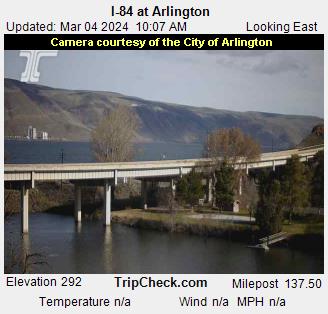 I-84 at Arlington
Updated: Mar 04 2024 10:07 AM Looking East
Camera courtesy of the City of Arlington
Elevation 292 TripCheck.com Milepost 137.50
Temperature n/a Wind n/a MPH n/a